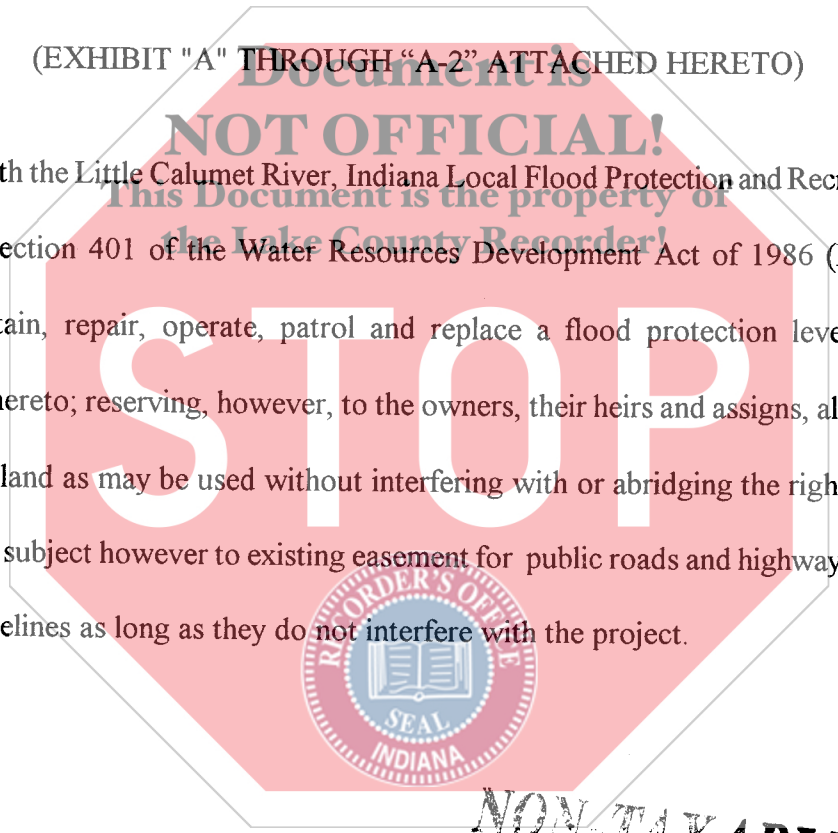 (EXHIBIT "A" THROUGH “A-2” ATTACHED HERETO)
Document is
NOT OFFICIAL!
th the Little Calumet River, Indiana Local Flood Protection and Recr
This Document is the property of
ection 401 of the Water Resources Development Act of 1986 (
the Lake County Recorder!
tain, repair, operate, patrol and replace a flood protection leve
hereto; reserving, however, to the owners, their heirs and assigns, al
STOP
land as may be used without interfering with or abridging the righ
subject however to existing easement for public roads and highway
elines as long as they do not interfere with the project.
RECORDER'S OFFICE
SEAL
INDIANA
NON-TAXABL